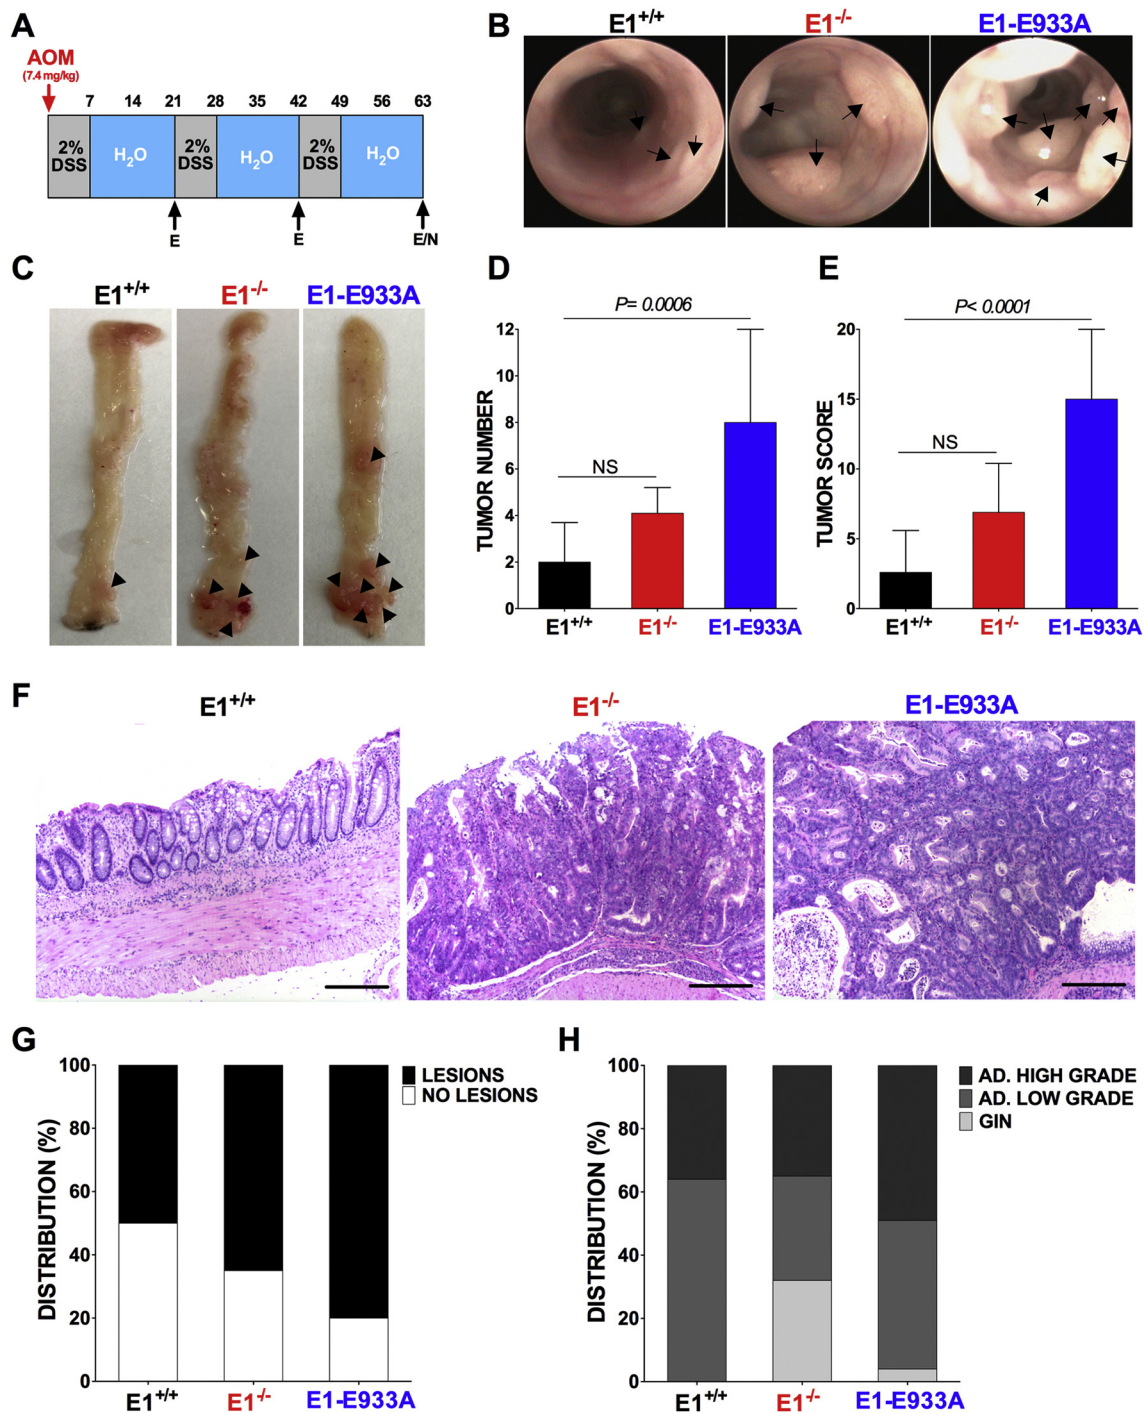 A
AOM
(7.4 mg/kg)
7 14 21 28 35 42 49 56 63
2% DSS H2O 2% DSS H2O 2% DSS H2O
E E E/N
B
E1+/+ E1-/- E1-E933A
C
E1+/+ E1-/- E1-E933A
D
P= 0.0006
NS
TUMOR NUMBER
12
10
8
6
4
2
0
E1+/+ E1-/- E1-E933A
E
P< 0.0001
NS
TUMOR SCORE
20
15
10
5
0
E1+/+ E1-/- E1-E933A
F
E1+/+ E1-/- E1-E933A
G
LESIONS
NO LESIONS
DISTRIBUTION (%)
100
80
60
40
20
0
E1+/+ E1-/- E1-E933A
H
AD. HIGH GRADE
AD. LOW GRADE
GIN
DISTRIBUTION (%)
100
80
60
40
20
0
E1+/+ E1-/- E1-E933A